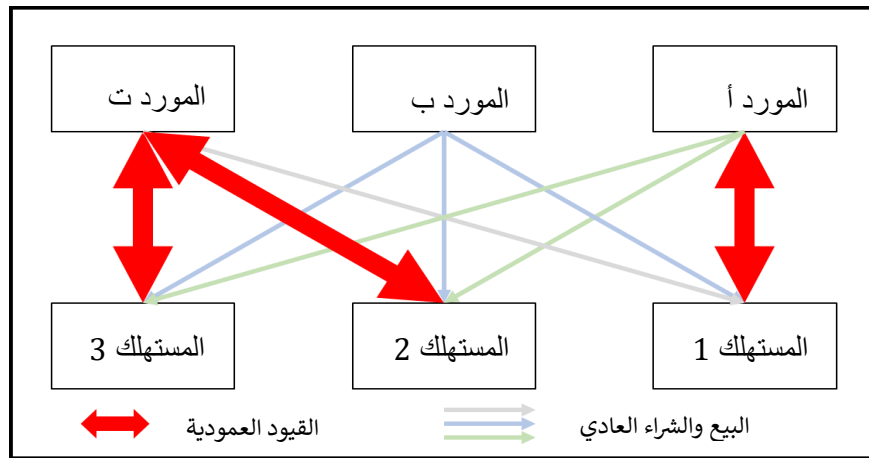 المورد أ
المورد ب
المورد ت
المستهلك 1
المستهلك 2
المستهلك 3
البيع والشراء العادي
القيود العمودية